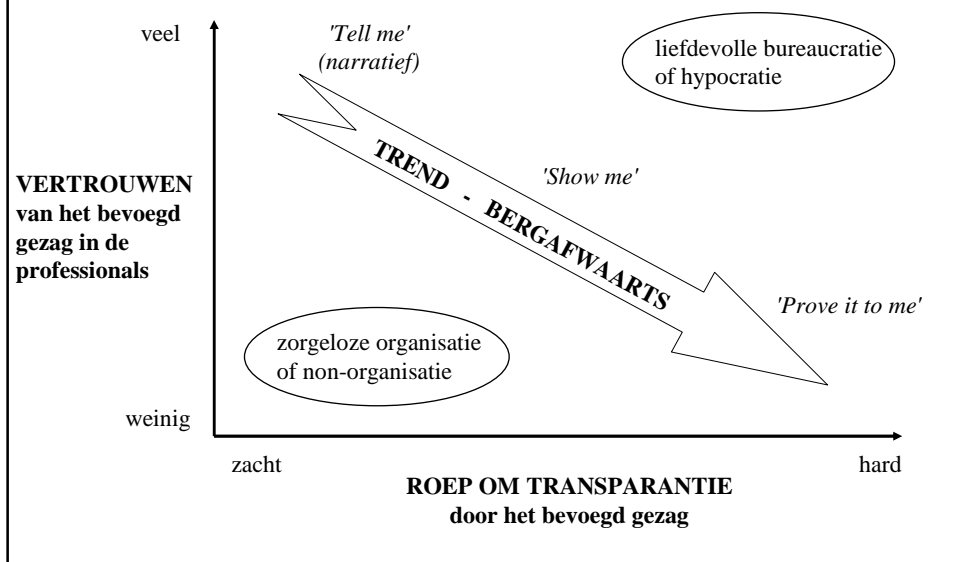 veel
'Tell me'
(narratief)
liefdevolle bureaucratie
of hypocratie
TREND - BERGAFWAARTS
'Show me'
VERTROUWEN
van het bevoegd
gezag in de
professionals
'Prove it to me'
zorgeloze organisatie
of non-organisatie
weinig
zacht
hard
ROEP OM TRANSPARANTIE
door het bevoegd gezag